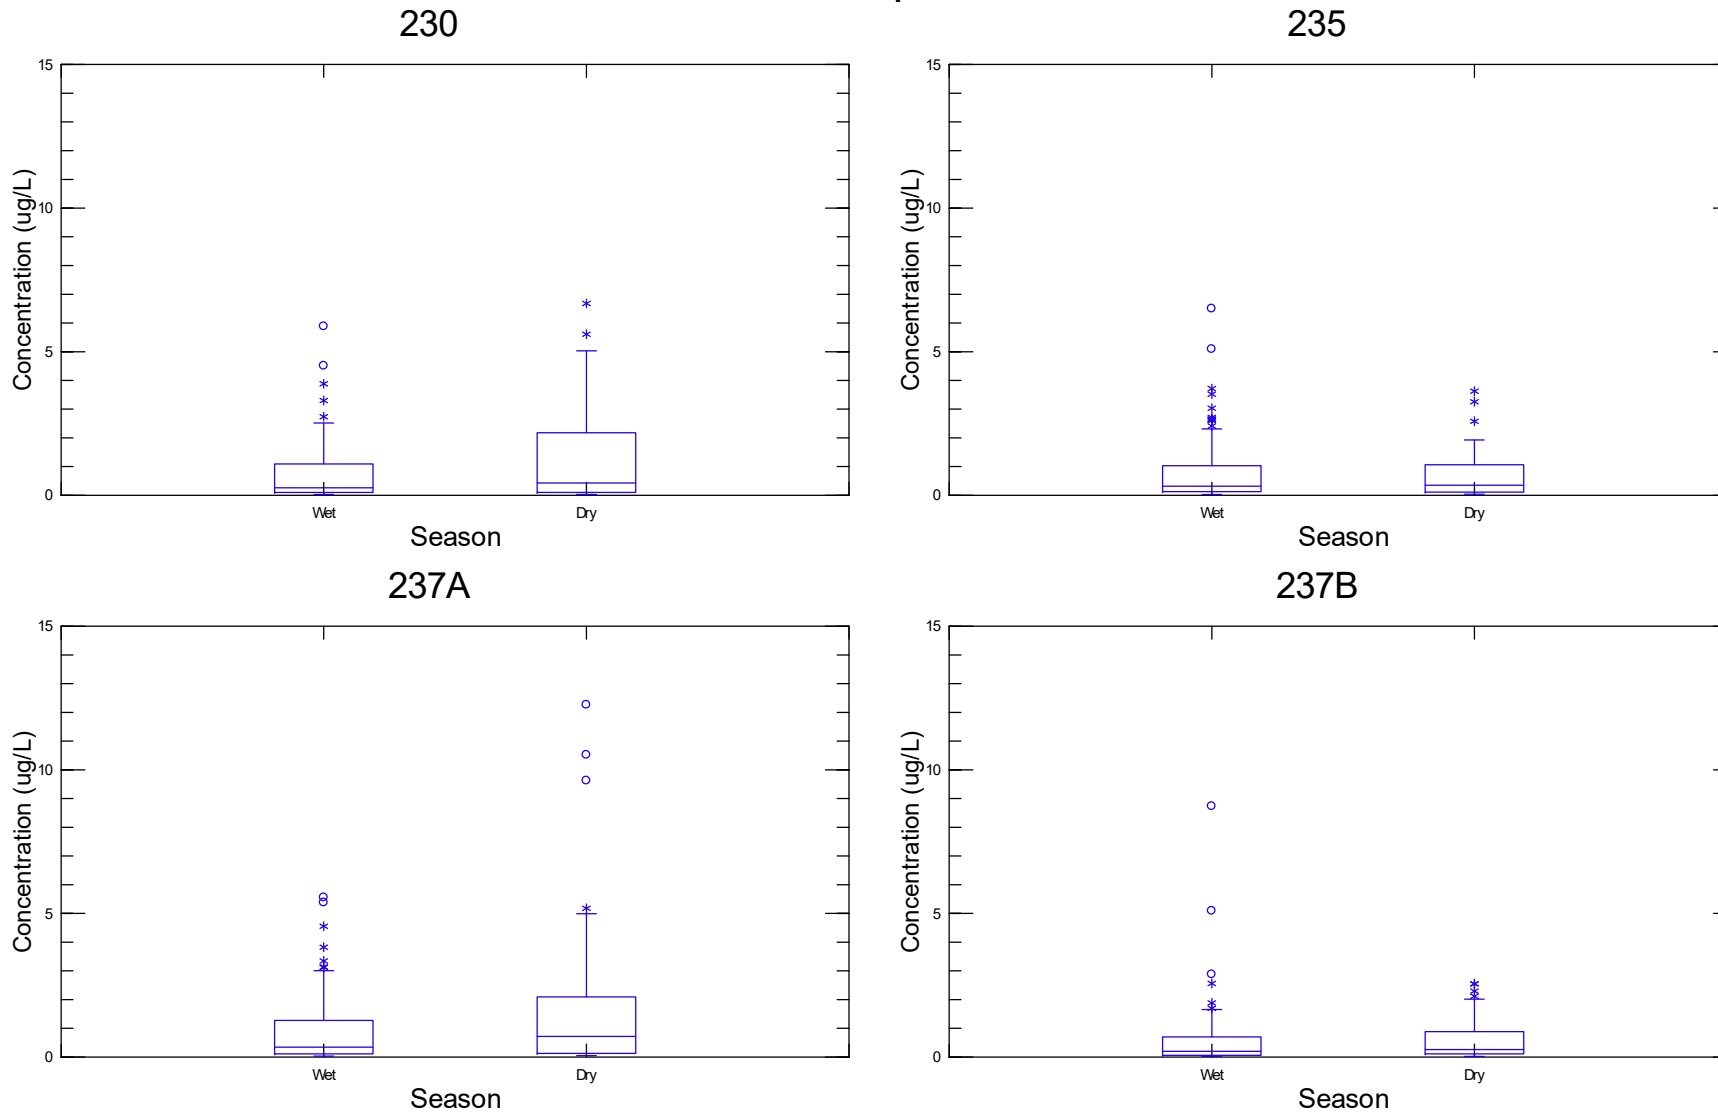 230
15
10
5
0
Concentration (ug/L)
Wet
Dry
Season
235
15
10
5
0
Concentration (ug/L)
Wet
Dry
Season
237A
15
10
5
0
Concentration (ug/L)
Wet
Dry
Season
237B
15
10
5
0
Concentration (ug/L)
Wet
Dry
Season